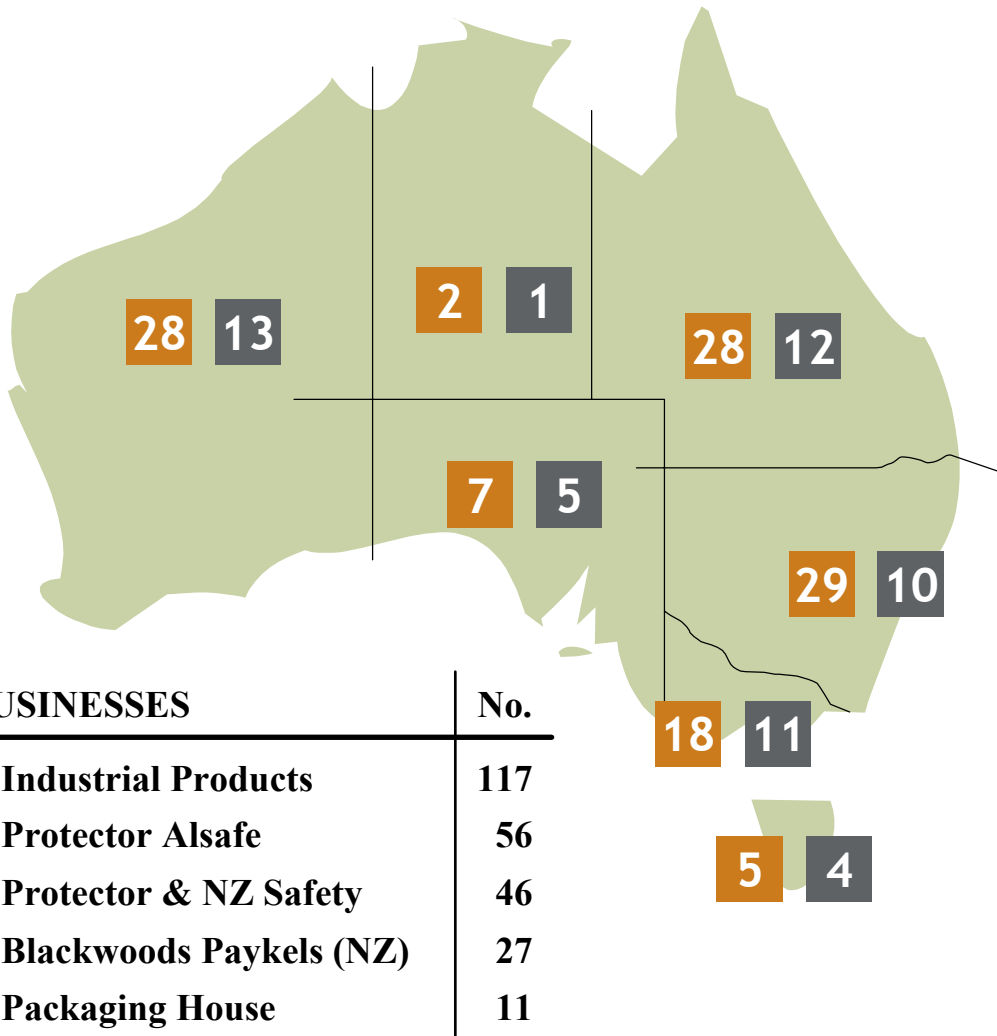 2 1
28 13
28 12
7 5
29 10
USINESSES No.
18 11
Industrial Products 117
Protector Alsafe 56
5 4
Protector & NZ Safety 46
Blackwoods Paykels (NZ) 27
Packaging House 11